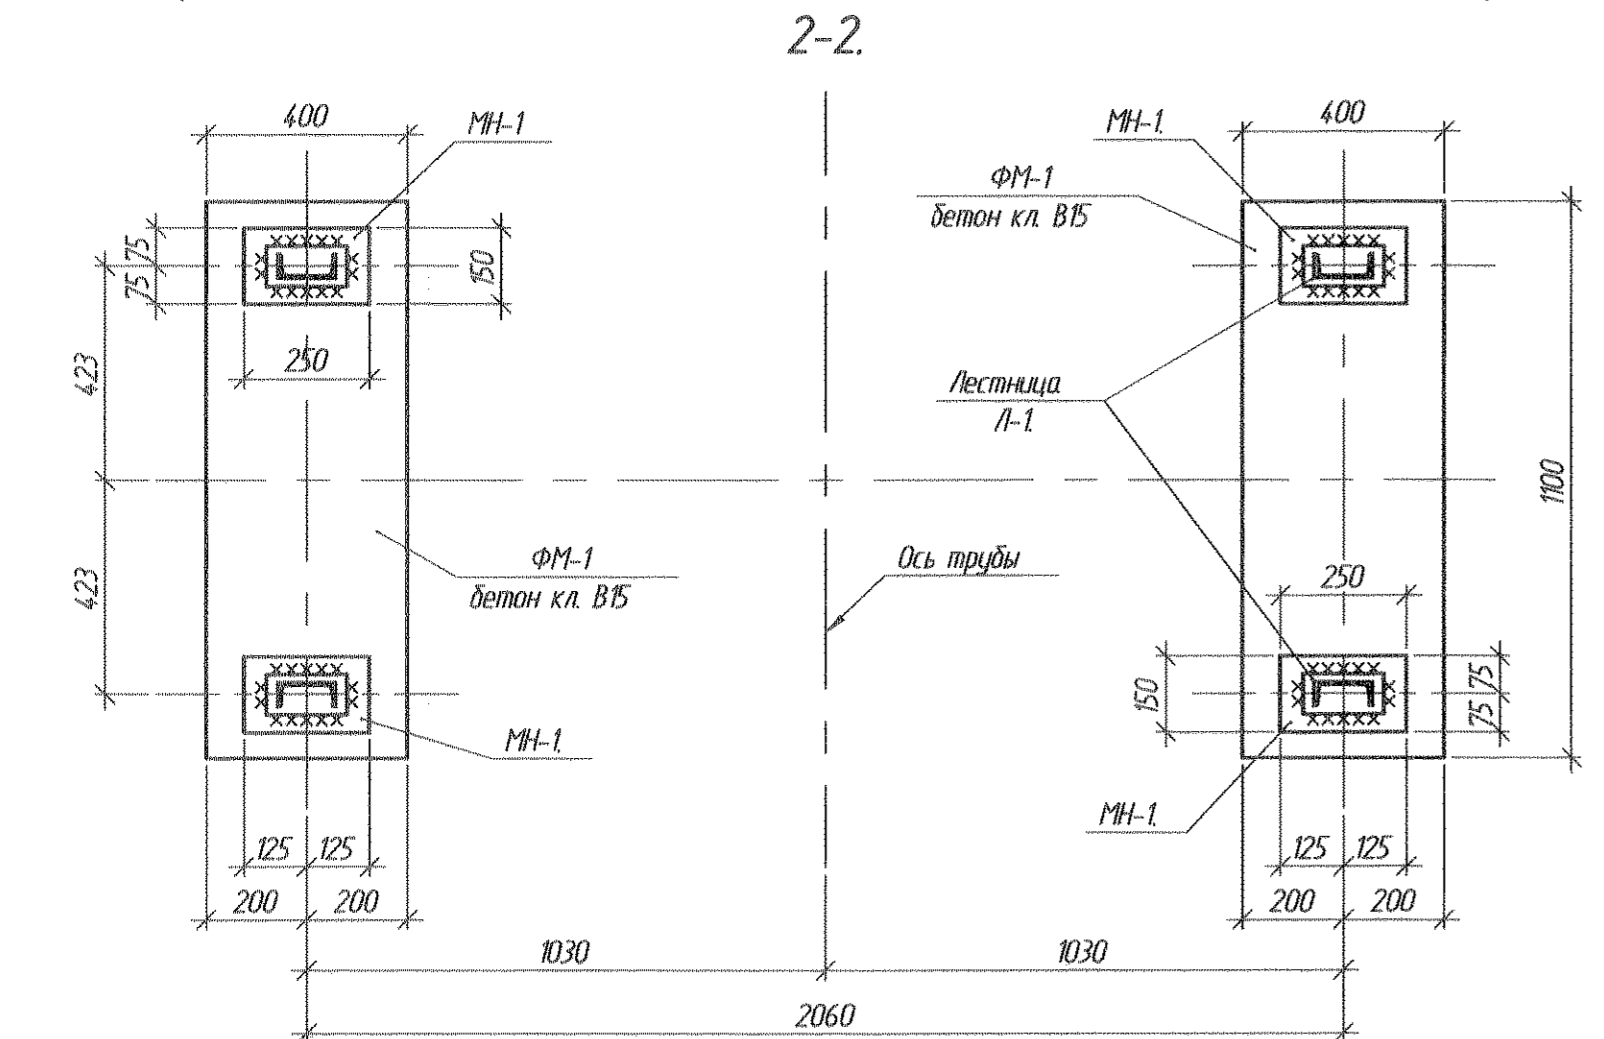 2-2.
400
МН-1
400
МН-1.
ФМ-1
бетон кл. В15
75
75
150
250
423
423
Лестница
Л-1.
1100
ФМ-1
бетон кл. В15
Ось трубы
250
150
75
75
МН-1.
МН-1.
125
125
200
200
125
125
200
200
1030
1030
2060